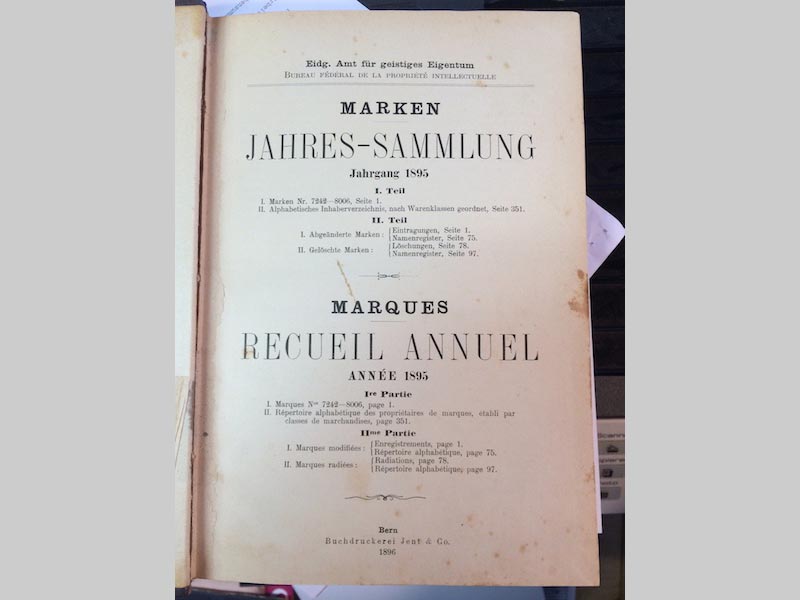 Eidg. Amt für geistiges Eigentum
BUREAU FÉDÉRAL DE LA PROPRIÉTÉ INTELLECTUELLE
MARKEN
JAHRES-SAMMLUNG
Jahrgang 1895
I. Teil
I. Marken Nr. 7242—8006, Seite 1.
II. Alphabetisches Inhaberverzeichnis, nach Warenklassen geordnet, Seite 351.
II. Teil
I. Abgeänderte Marken: Eintragungen, Seite 1.
Namenregister, Seite 75.
II. Gelöschte Marken: Löschungen, Seite 78.
Namenregister, Seite 97.
MARQUES
RECUEIL ANNUEL
ANNÉE 1895
Ire Partie
I. Marques Nos 7242—8006, page 1.
II. Répertoire alphabétique des propriétaires de marques, établi par
classes de marchandises, page 351.
IIme Partie
I. Marques modifiées: Enregistrements, page 1.
Répertoire alphabétique, page 75.
II. Marques radiées: Radiations, page 78.
Répertoire alphabétique, page 97.
Bern
Buchdruckerei Jent & Co.
1896